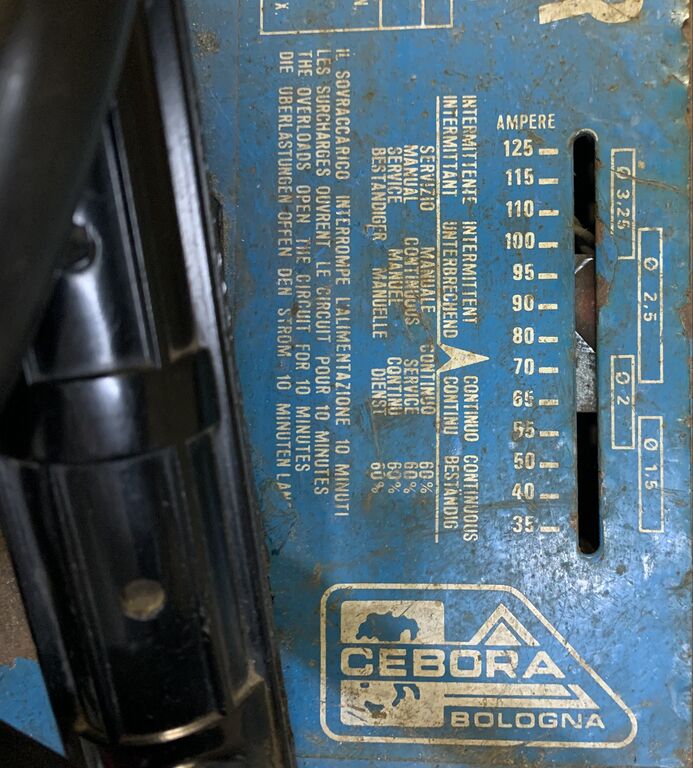 R
N.
X.
IL SOVRACCARICO INTERROMPE L'ALIMENTAZIONE 10 MINUTI
LES SURCHARGES OUVRENT LE CIRCUIT POUR 10 MINUTES
THE OVERLOADS OPEN THE CIRCUIT FOR 10 MINUTES
DIE UBERLASTUNGEN OFFEN DEN STROM-10 MINUTEN LAN
INTERMITTENTE INTERMITTENT
INTERMITTANT UNTERBRECHEND
CONTINUO CONTINUOUS
CONTINU BESTÄNDIG
SERVIZIO MANUALE CONTINUO 60%
MANUAL CONTINUOUS SERVICE 60%
SERVICE MANUEL CONTINU 60%
BESTÄNDIGER MANUELLE DIENST 60%
AMPERE
125
115
110
100
95
90
80
70
65
55
50
40
35
Ø 3,25
Ø 2.5
Ø 2
Ø 1.5
CEBORA
BOLOGNA